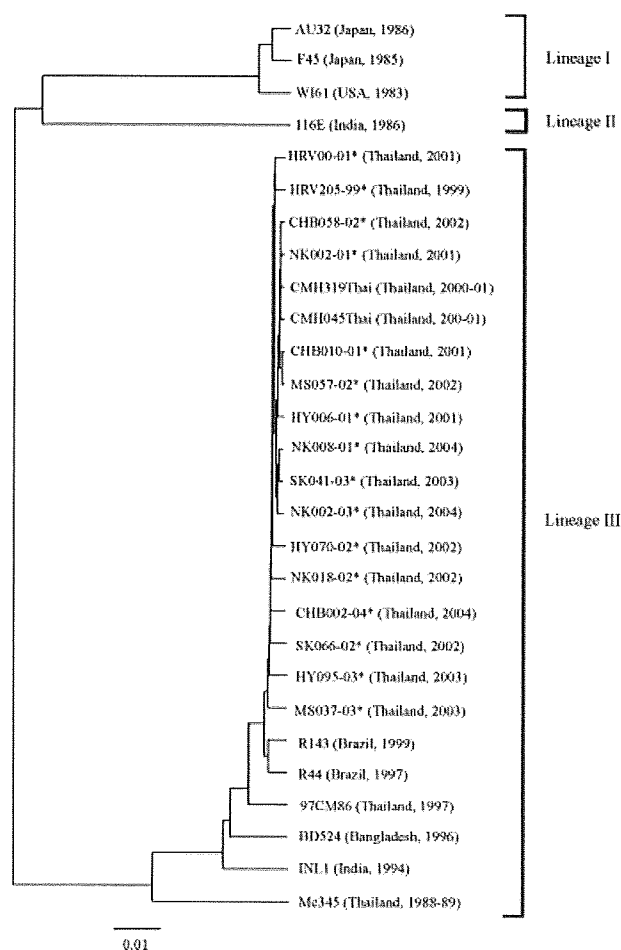 AU32 (Japan, 1986)
F45 (Japan, 1985)
Lineage I
WI61 (USA, 1983)
116E (India, 1986)
Lineage II
HRV00-01* (Thailand, 2001)
HRV205-99* (Thailand, 1999)
CHB058-02* (Thailand, 2002)
NK002-01* (Thailand, 2001)
CMH319Thai (Thailand, 2000-01)
CMH045Thai (Thailand, 200-01)
CHB010-01* (Thailand, 2001)
MS057-02* (Thailand, 2002)
HY006-01* (Thailand, 2001)
NK008-01* (Thailand, 2004)
SK041-03* (Thailand, 2003)
NK002-03* (Thailand, 2004)
Lineage III
HY070-02* (Thailand, 2002)
NK018-02* (Thailand, 2002)
CHB002-04* (Thailand, 2004)
SK066-02* (Thailand, 2002)
HY095-03* (Thailand, 2003)
MS037-03* (Thailand, 2003)
R143 (Brazil, 1999)
R44 (Brazil, 1997)
97CM86 (Thailand, 1997)
BD524 (Bangladesh, 1996)
INL1 (India, 1994)
Mc345 (Thailand, 1988-89)
0.01